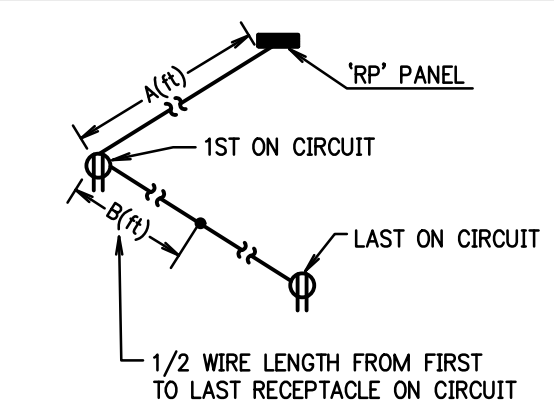 A(ft)
'RP' PANEL
1ST ON CIRCUIT
B(ft)
LAST ON CIRCUIT
1/2 WIRE LENGTH FROM FIRST
TO LAST RECEPTACLE ON CIRCUIT